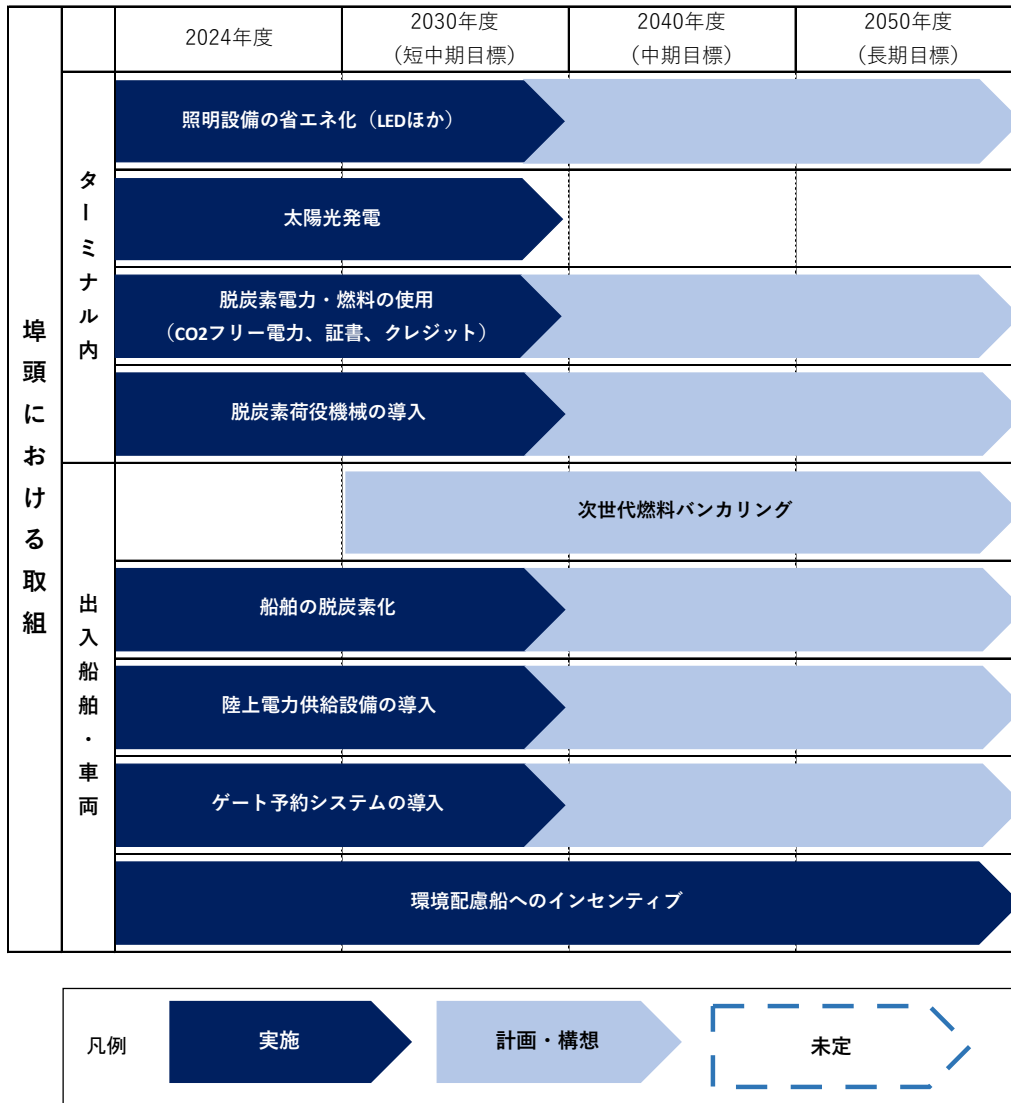 2024年度
2030年度
(短中期目標)
2040年度
(中期目標)
2050年度
(長期目標)
埠頭における取組
ターミナル内
照明設備の省エネ化（LEDほか）
太陽光発電
脱炭素電力・燃料の使用
（CO2フリー電力、証書、クレジット）
脱炭素荷役機械の導入
出入船舶・車両
次世代燃料バンカリング
船舶の脱炭素化
陸上電力供給設備の導入
ゲート予約システムの導入
環境配慮船へのインセンティブ
凡例
実施
計画・構想
未定